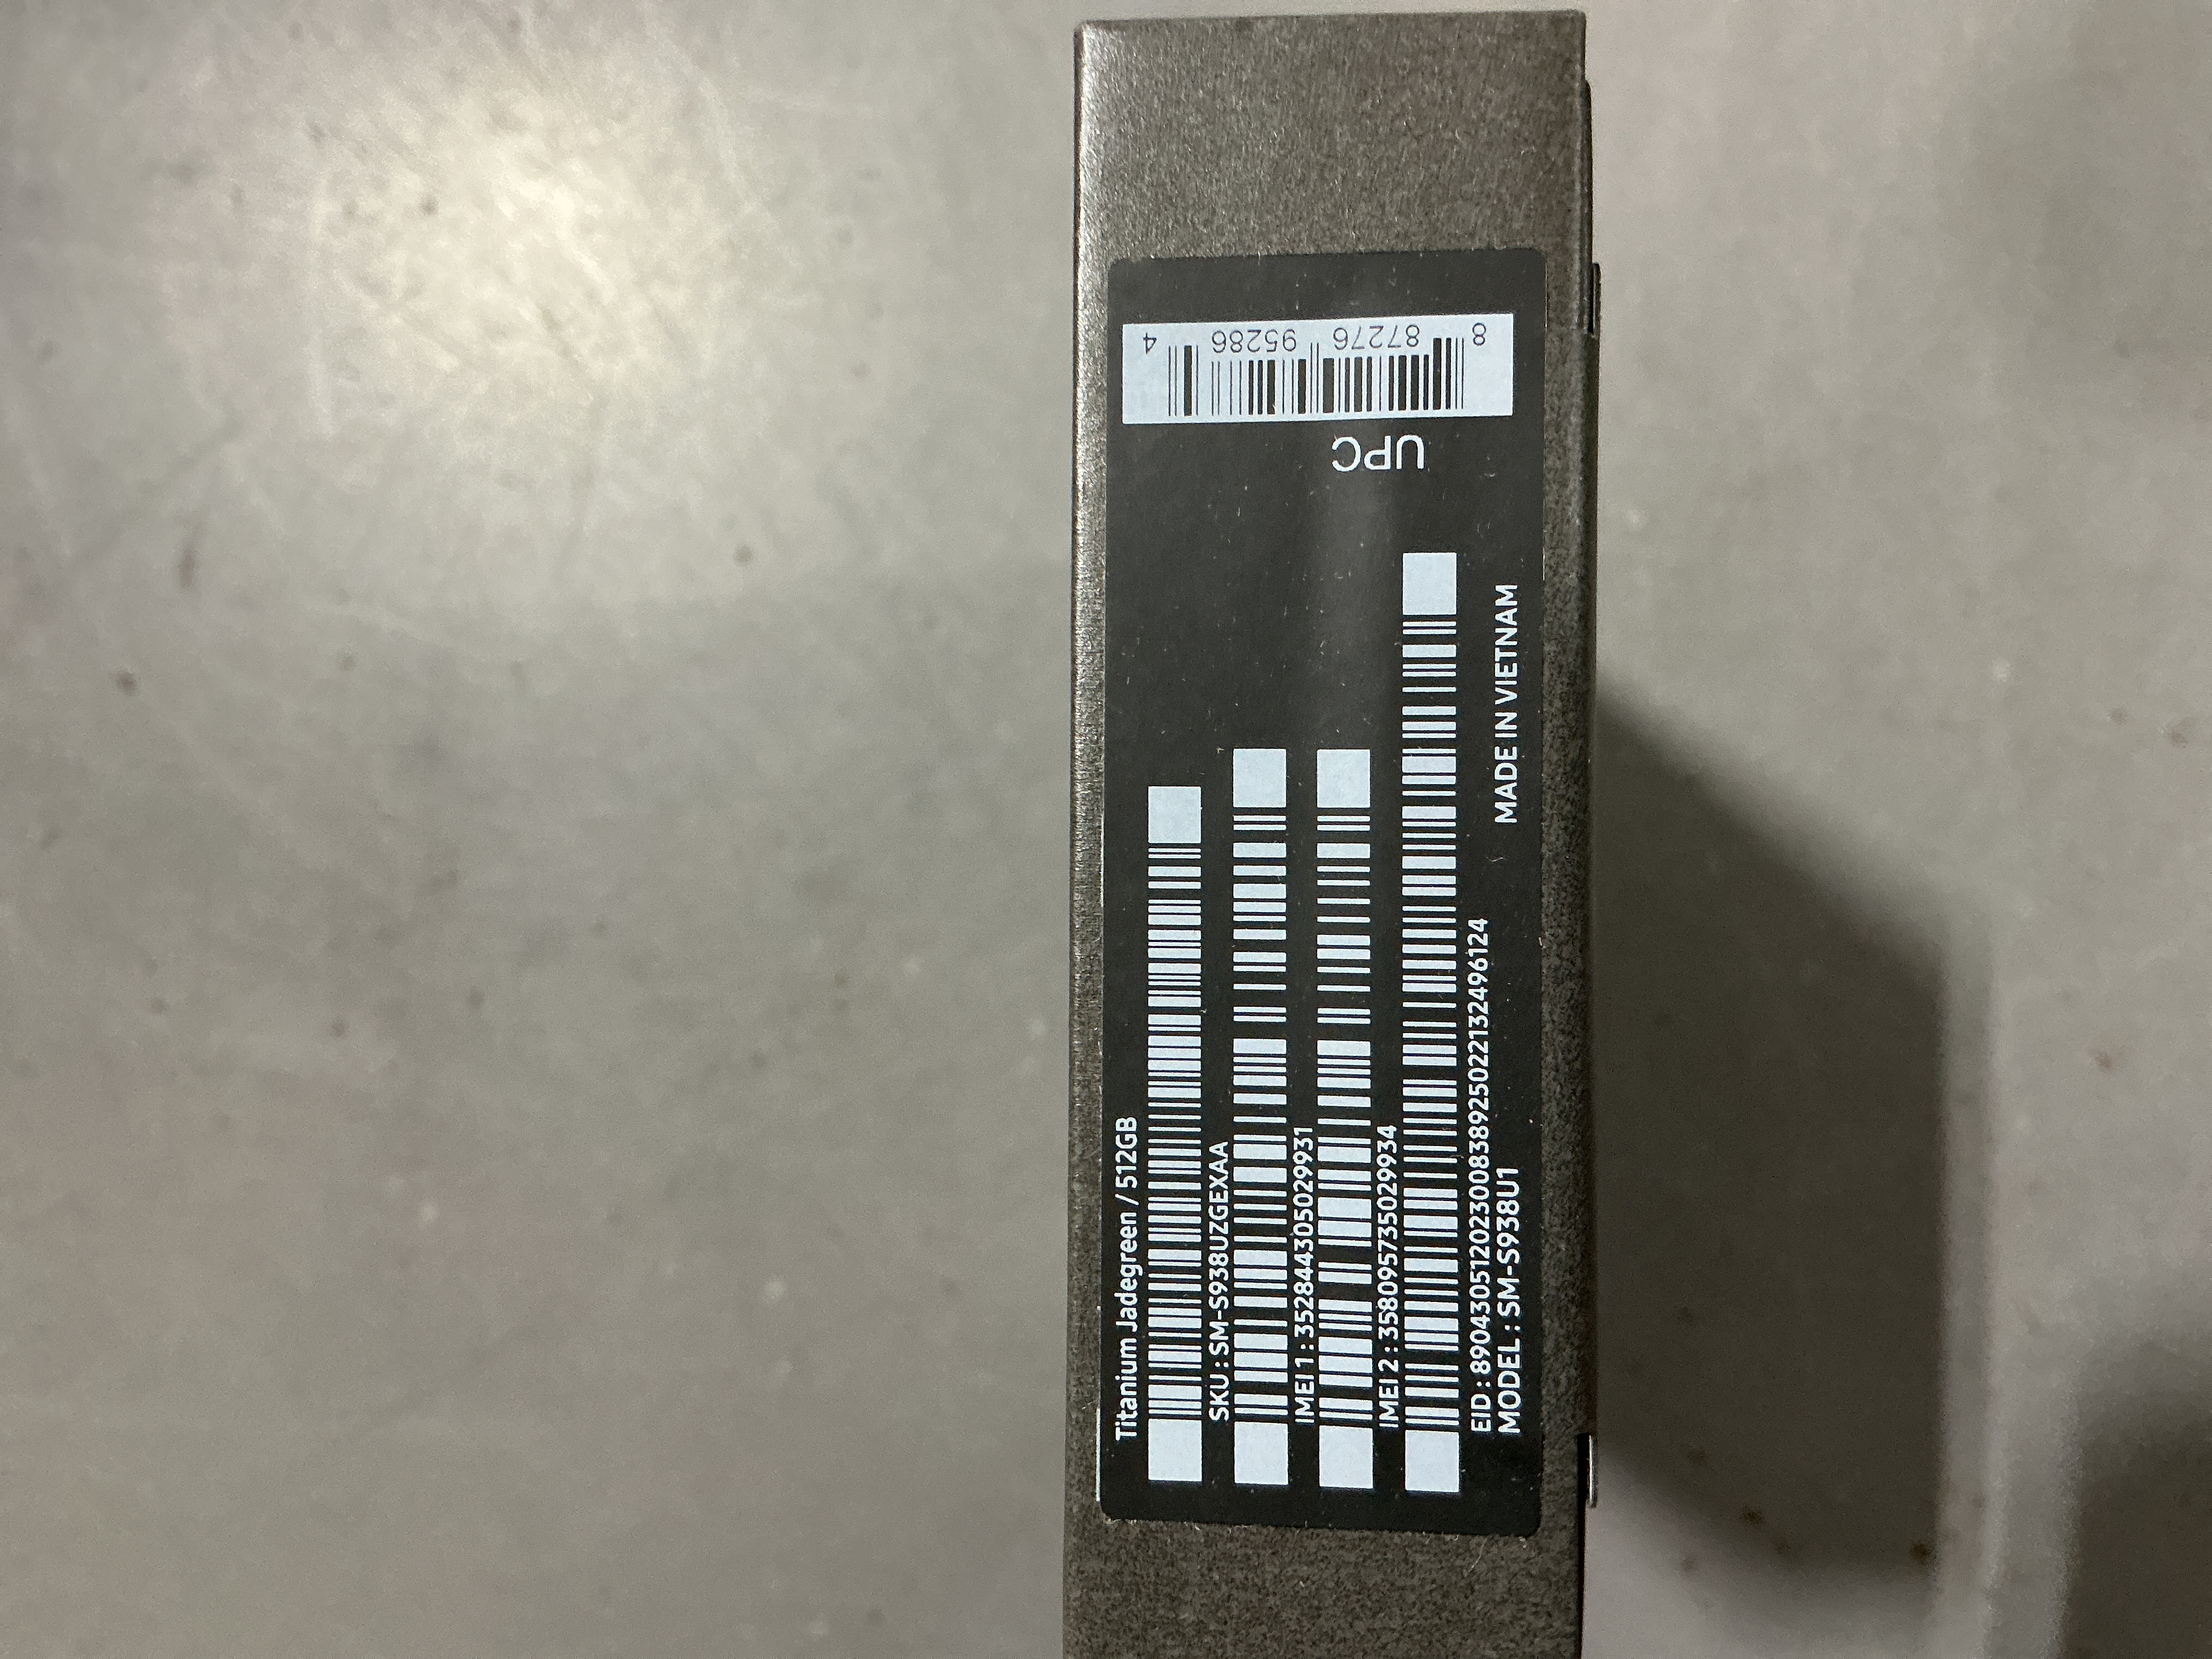 Titanium Jadegreen / 512GB
SKU : SM-S938UZGEXAA
IMEI 1 : 352844305029931
IMEI 2 : 358095735029934
EID : 89043051202300838925022132496124
MODEL : SM-S938U1
MADE IN VIETNAM
UPC
8 87276 95286 4